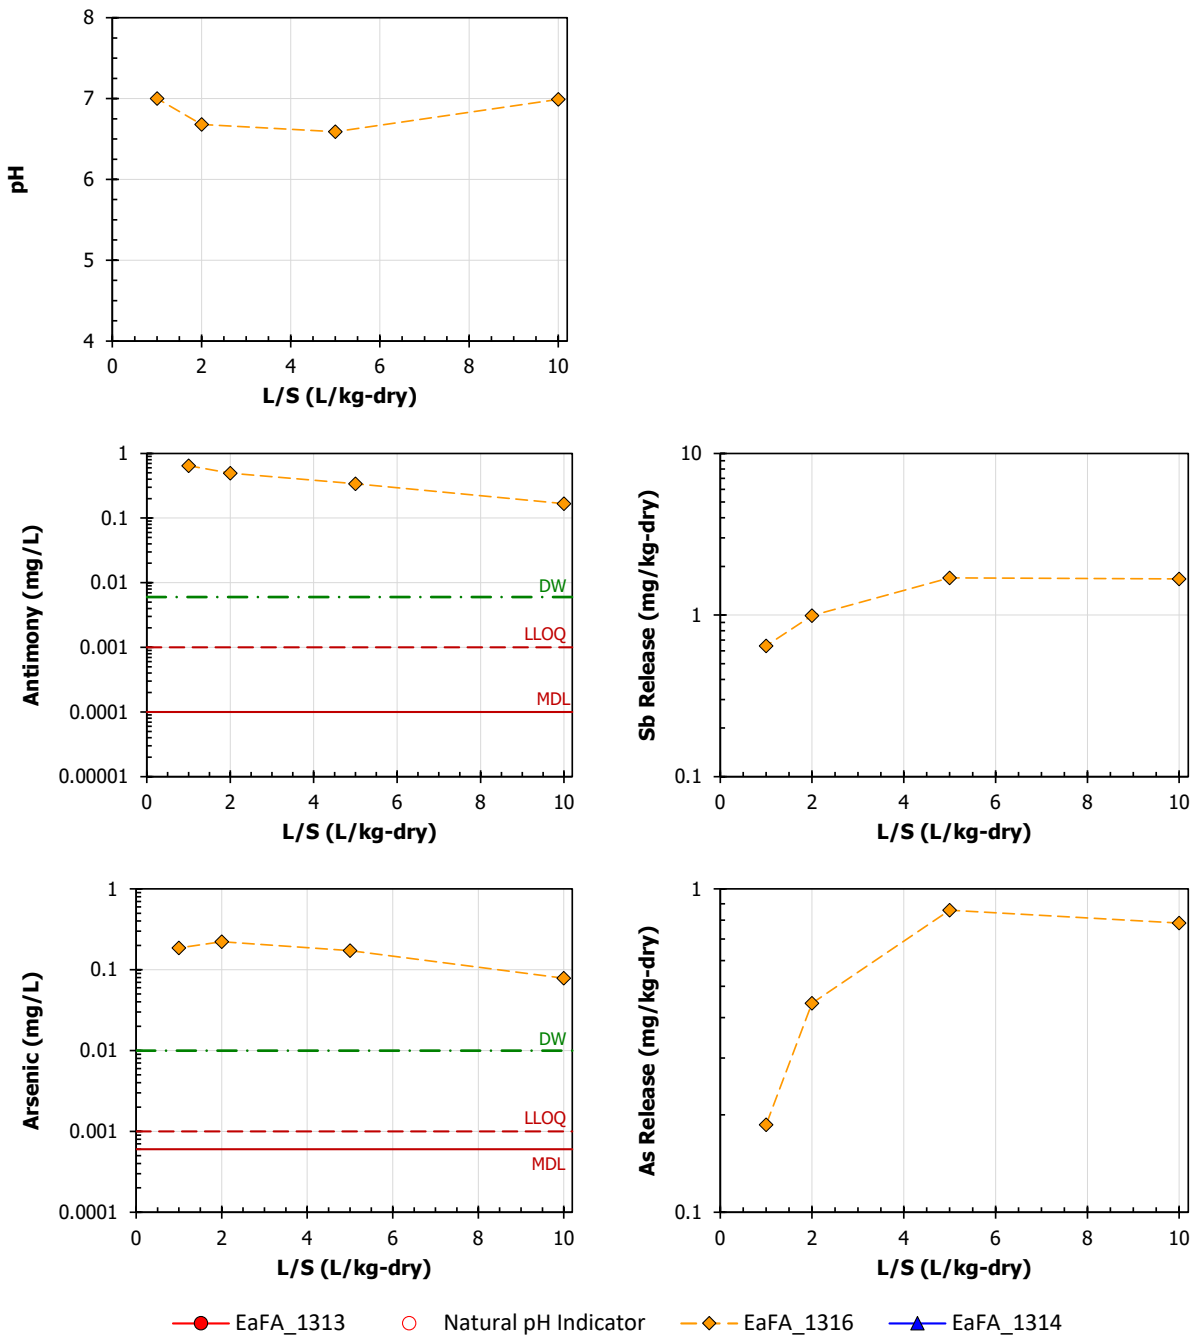 8
7
6
5
4
pH
0 2 4 6 8 10
L/S (L/kg-dry)
1
0.1
0.01
0.001
0.0001
0.00001
Antimony (mg/L)
DW
LLOQ
MDL
0 2 4 6 8 10
L/S (L/kg-dry)
10
1
0.1
Sb Release (mg/kg-dry)
0 2 4 6 8 10
L/S (L/kg-dry)
1
0.1
0.01
0.001
0.0001
Arsenic (mg/L)
DW
LLOQ
MDL
0 2 4 6 8 10
L/S (L/kg-dry)
1
0.1
As Release (mg/kg-dry)
0 2 4 6 8 10
L/S (L/kg-dry)
EaFA_1313 Natural pH Indicator EaFA_1316 EaFA_1314